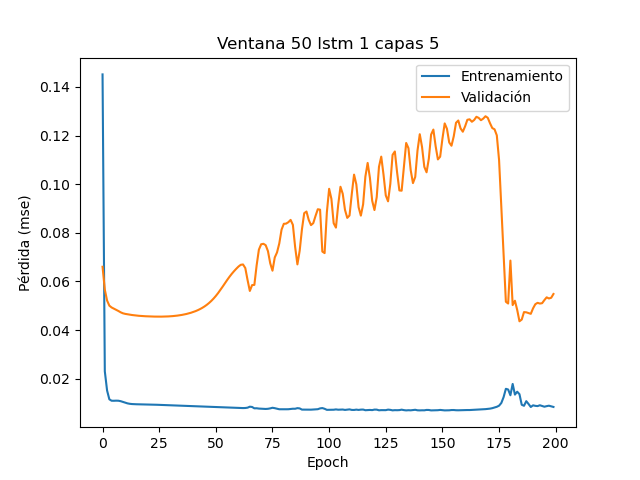 Ventana 50 lstm 1 capas 5
Entrenamiento
Validación
Pérdida (mse)
0.14
0.12
0.10
0.08
0.06
0.04
0.02
0 25 50 75 100 125 150 175 200
Epoch